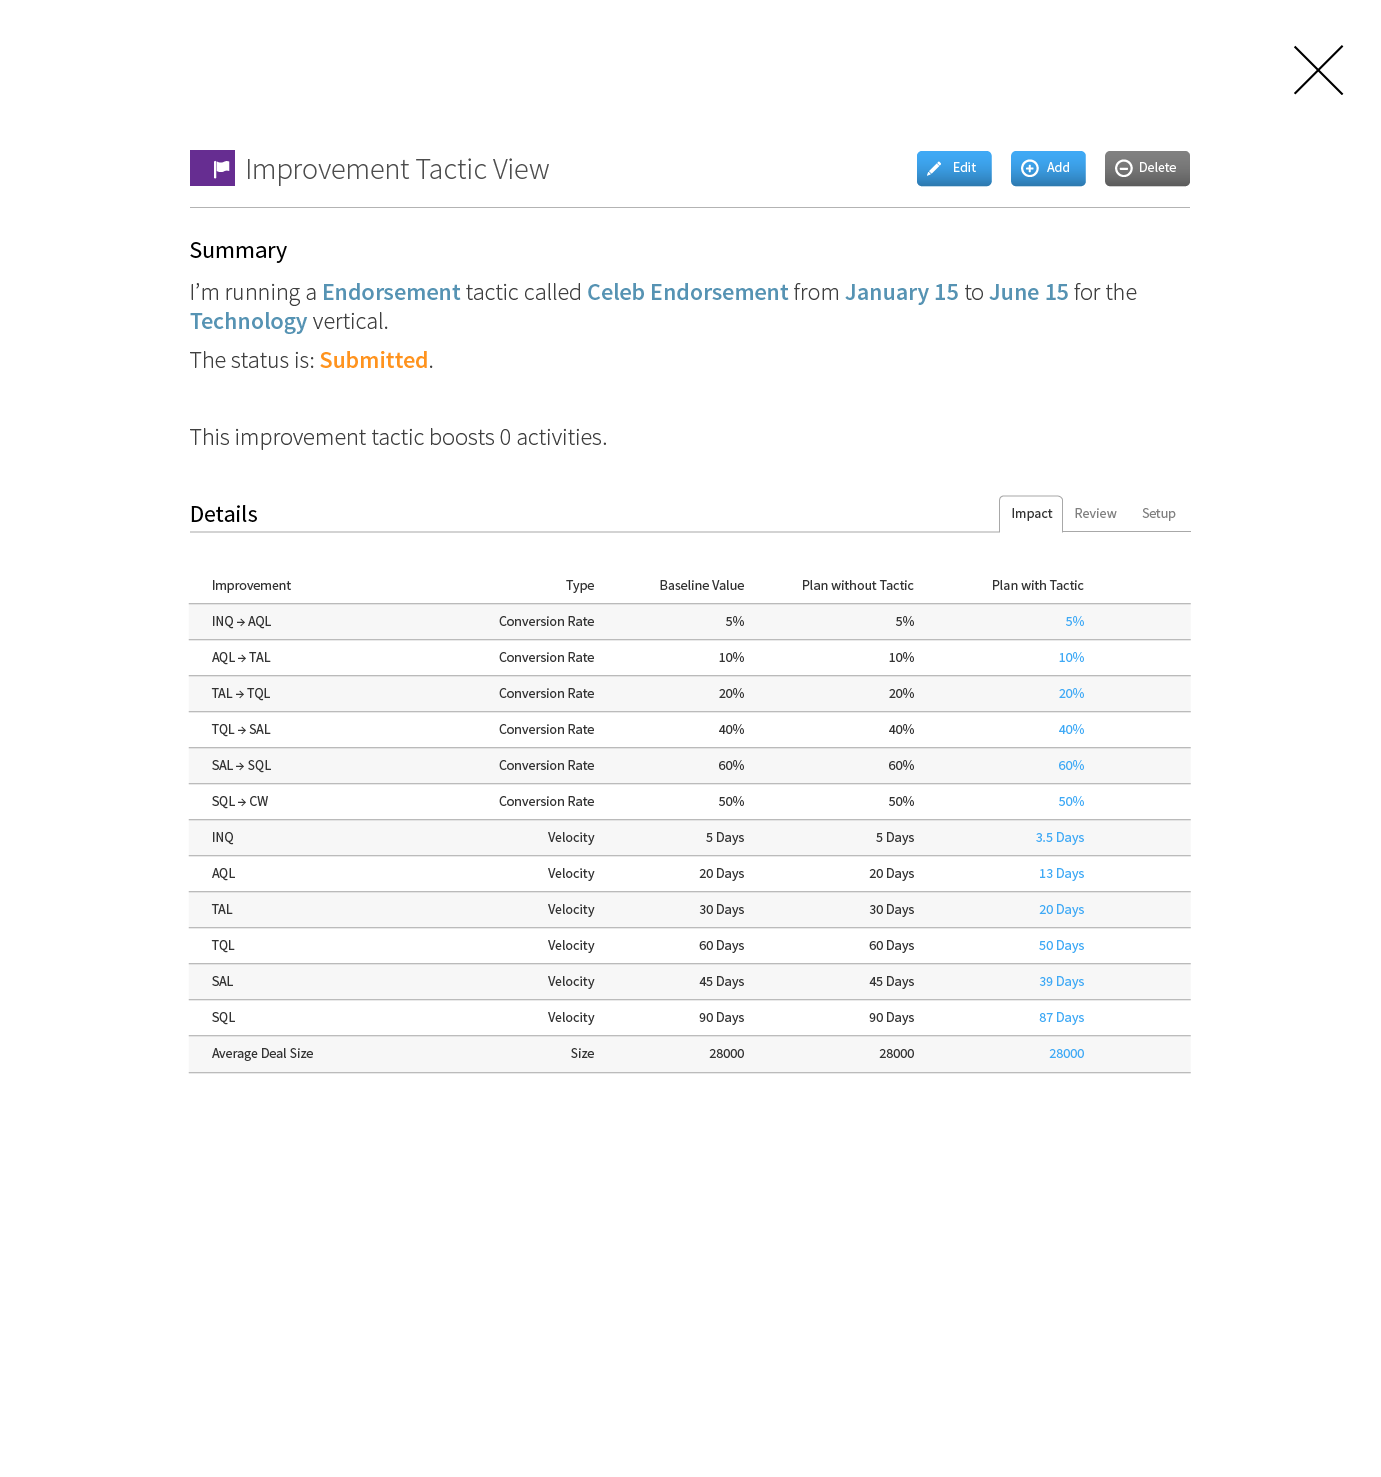 Improvement Tactic View
Edit
Add
Delete
Summary
I’m running a Endorsement tactic called Celeb Endorsement from January 15 to June 15 for the
Technology vertical.
The status is: Submitted.
This improvement tactic boosts 0 activities.
Details
Impact
Review
Setup
Improvement Type Baseline Value Plan without Tactic Plan with Tactic
INQ → AQL Conversion Rate 5% 5% 5%
AQL → TAL Conversion Rate 10% 10% 10%
TAL → TQL Conversion Rate 20% 20% 20%
TQL → SAL Conversion Rate 40% 40% 40%
SAL → SQL Conversion Rate 60% 60% 60%
SQL → CW Conversion Rate 50% 50% 50%
INQ Velocity 5 Days 5 Days 3.5 Days
AQL Velocity 20 Days 20 Days 13 Days
TAL Velocity 30 Days 30 Days 20 Days
TQL Velocity 60 Days 60 Days 50 Days
SAL Velocity 45 Days 45 Days 39 Days
SQL Velocity 90 Days 90 Days 87 Days
Average Deal Size Size 28000 28000 28000